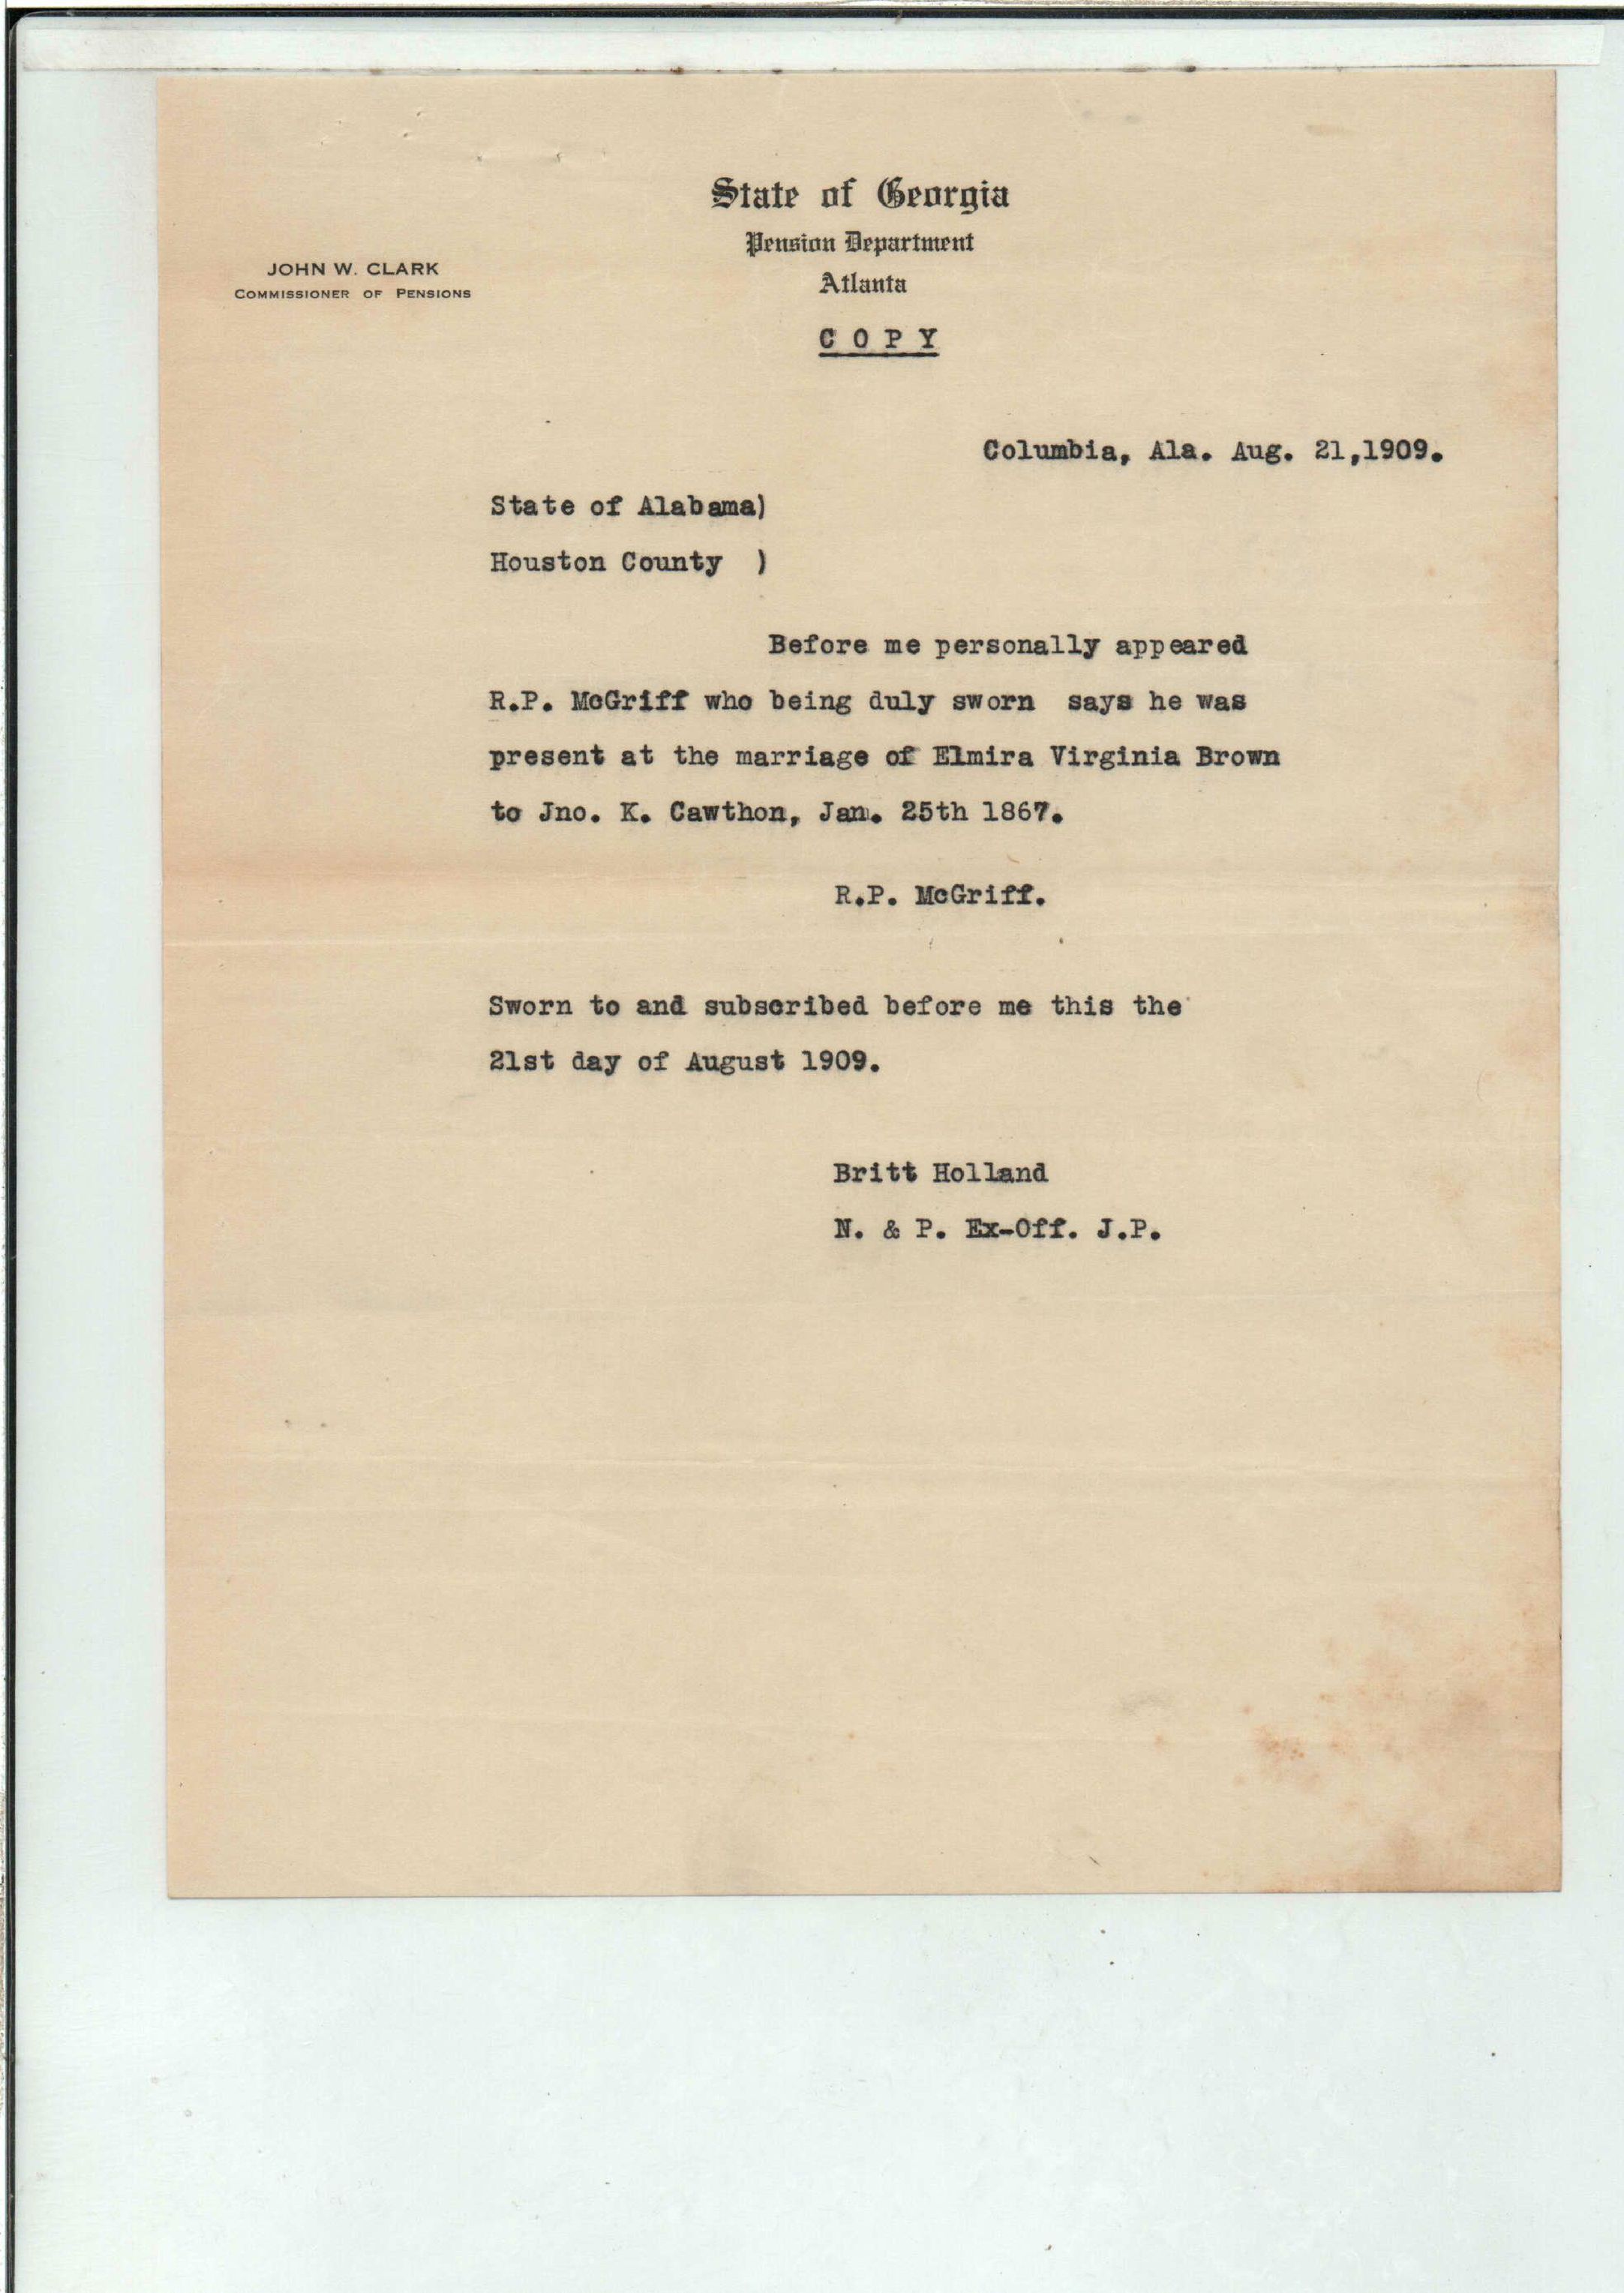 State of Georgia
Pension Department
Atlanta
JOHN W. CLARK
COMMISSIONER OF PENSIONS
C O P Y
Columbia, Ala. Aug. 21,1909.
State of Alabama)
Houston County )
Before me personally appeared
R.P. McGriff who being duly sworn says he was
present at the marriage of Elmira Virginia Brown
to Jno. K. Cawthon, Jan. 25th 1867.
R.P. McGriff.
Sworn to and subscribed before me this the
21st day of August 1909.
Britt Holland
N. & P. Ex-Off. J.P.